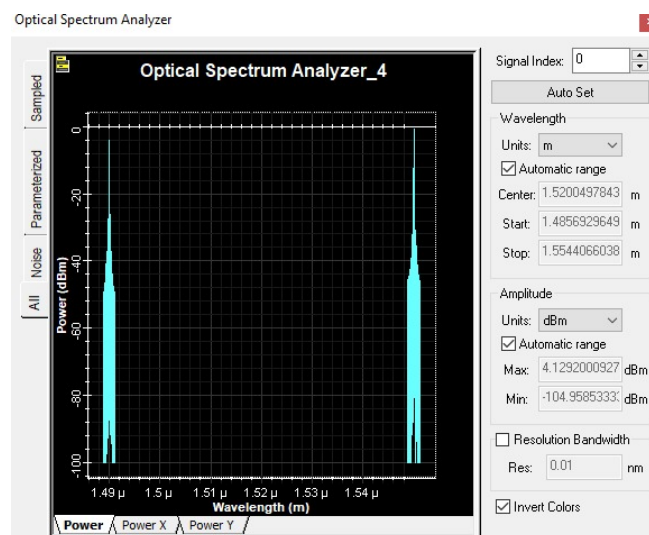 Optical Spectrum Analyzer
Optical Spectrum Analyzer_4
Sampled
Parameterized
Noise
All
Power (dBm)
0
-20
-40
-60
-80
-100
1.49 µ 1.5 µ 1.51 µ 1.52 µ 1.53 µ 1.54 µ
Wavelength (m)
Power Power X Power Y
Signal Index: 0
Auto Set
Wavelength
Units: m
Automatic range
Center: 1.5200497843 m
Start: 1.4856929649 m
Stop: 1.5544066038 m
Amplitude
Units: dBm
Automatic range
Max: 4.1292000927 dBm
Min: dBm
Resolution Bandwidth
Res: 0.01 nm
Invert Colors